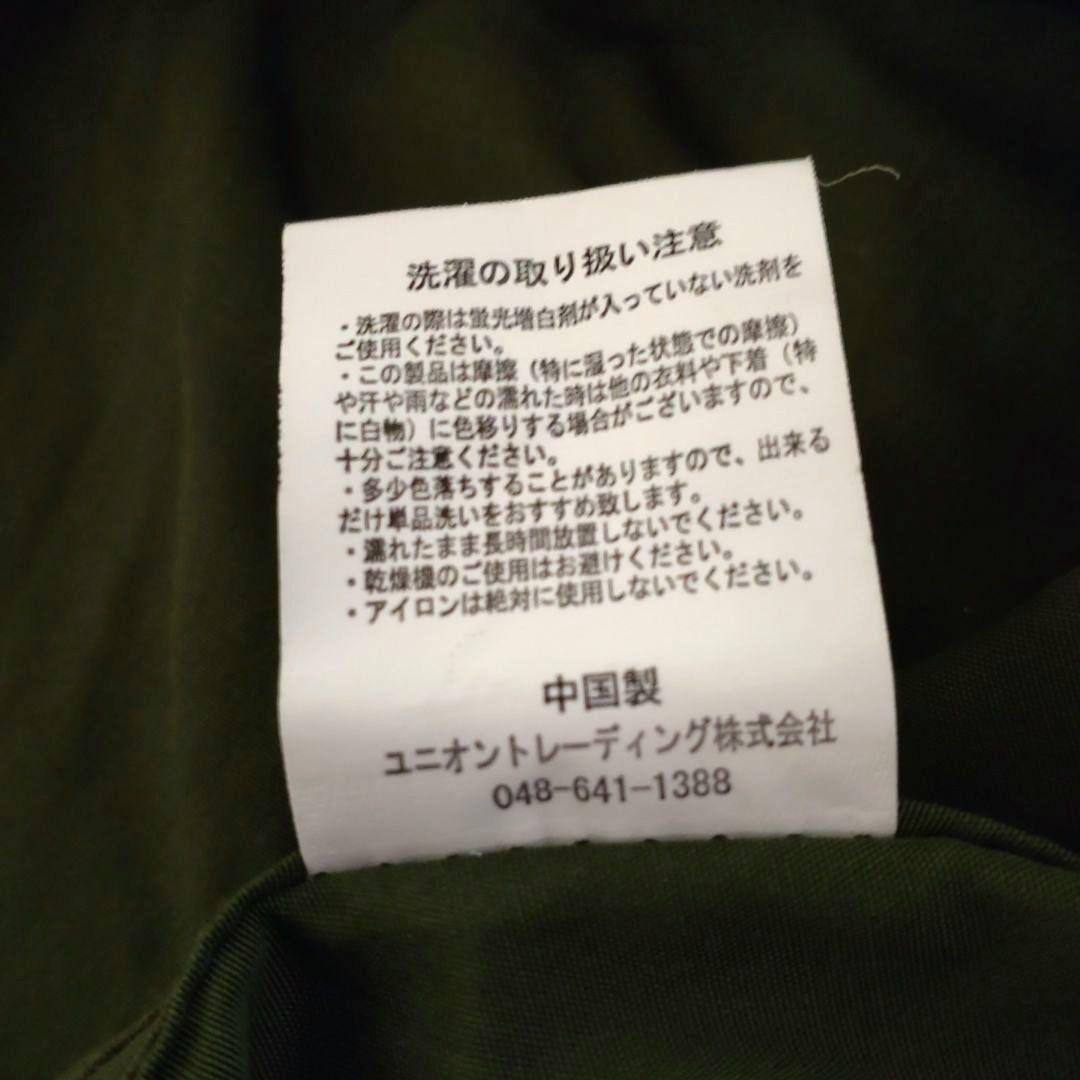 洗濯の取り扱い注意
・洗濯の際は蛍光増白剤が入っていない洗剤を
ご使用ください。
・この製品は摩擦（特に湿った状態での摩擦）
や汗や雨などの濡れた時は他の衣料や下着（特
に白物）に色移りする場合がございますので、
十分ご注意ください。
・多少色落ちすることがありますので、出来る
だけ単品洗いをおすすめ致します。
・濡れたまま長時間放置しないでください。
・乾燥機のご使用はお避けください。
・アイロンは絶対に使用しないでください。
中国製
ユニオントレーディング株式会社
048-641-1388